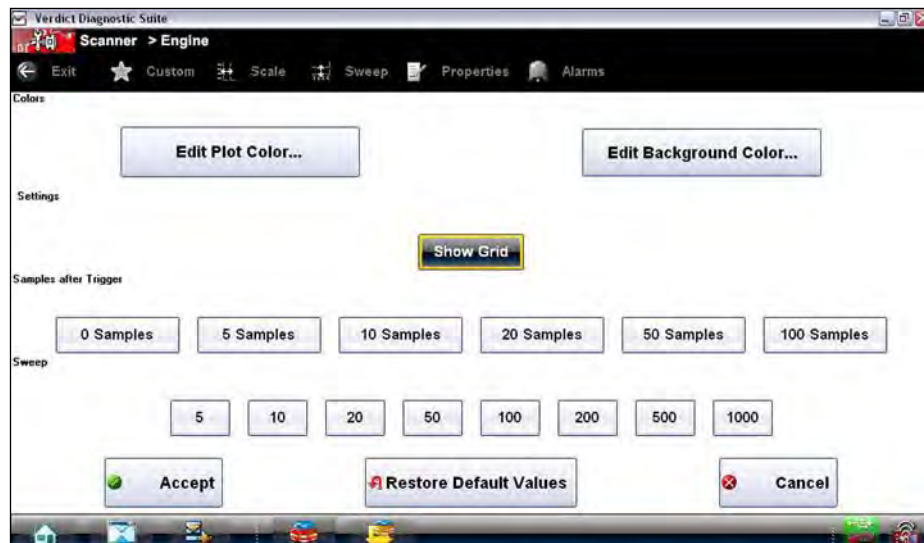 Verdict Diagnostic Suite
Scanner > Engine
Exit Custom Scale Sweep Properties Alarms
Colors
Edit Plot Color... Edit Background Color...
Settings
Show Grid
Samples after Trigger
0 Samples 5 Samples 10 Samples 20 Samples 50 Samples 100 Samples
Sweep
5 10 20 50 100 200 500 1000
Accept Restore Default Values Cancel